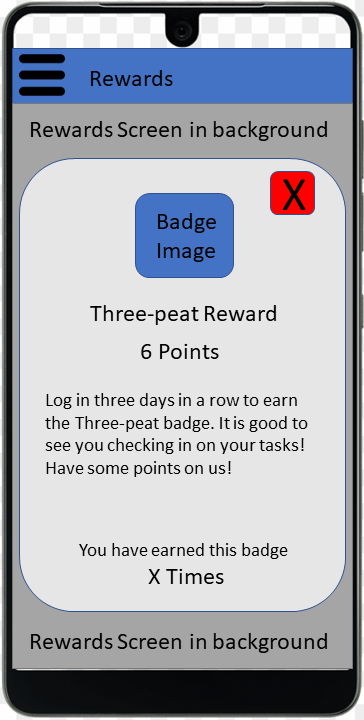 Rewards
Rewards Screen in background
X
Badge
Image
Three-peat Reward
6 Points
Log in three days in a row to earn
the Three-peat badge. It is good to
see you checking in on your tasks!
Have some points on us!
You have earned this badge
X Times
Rewards Screen in background